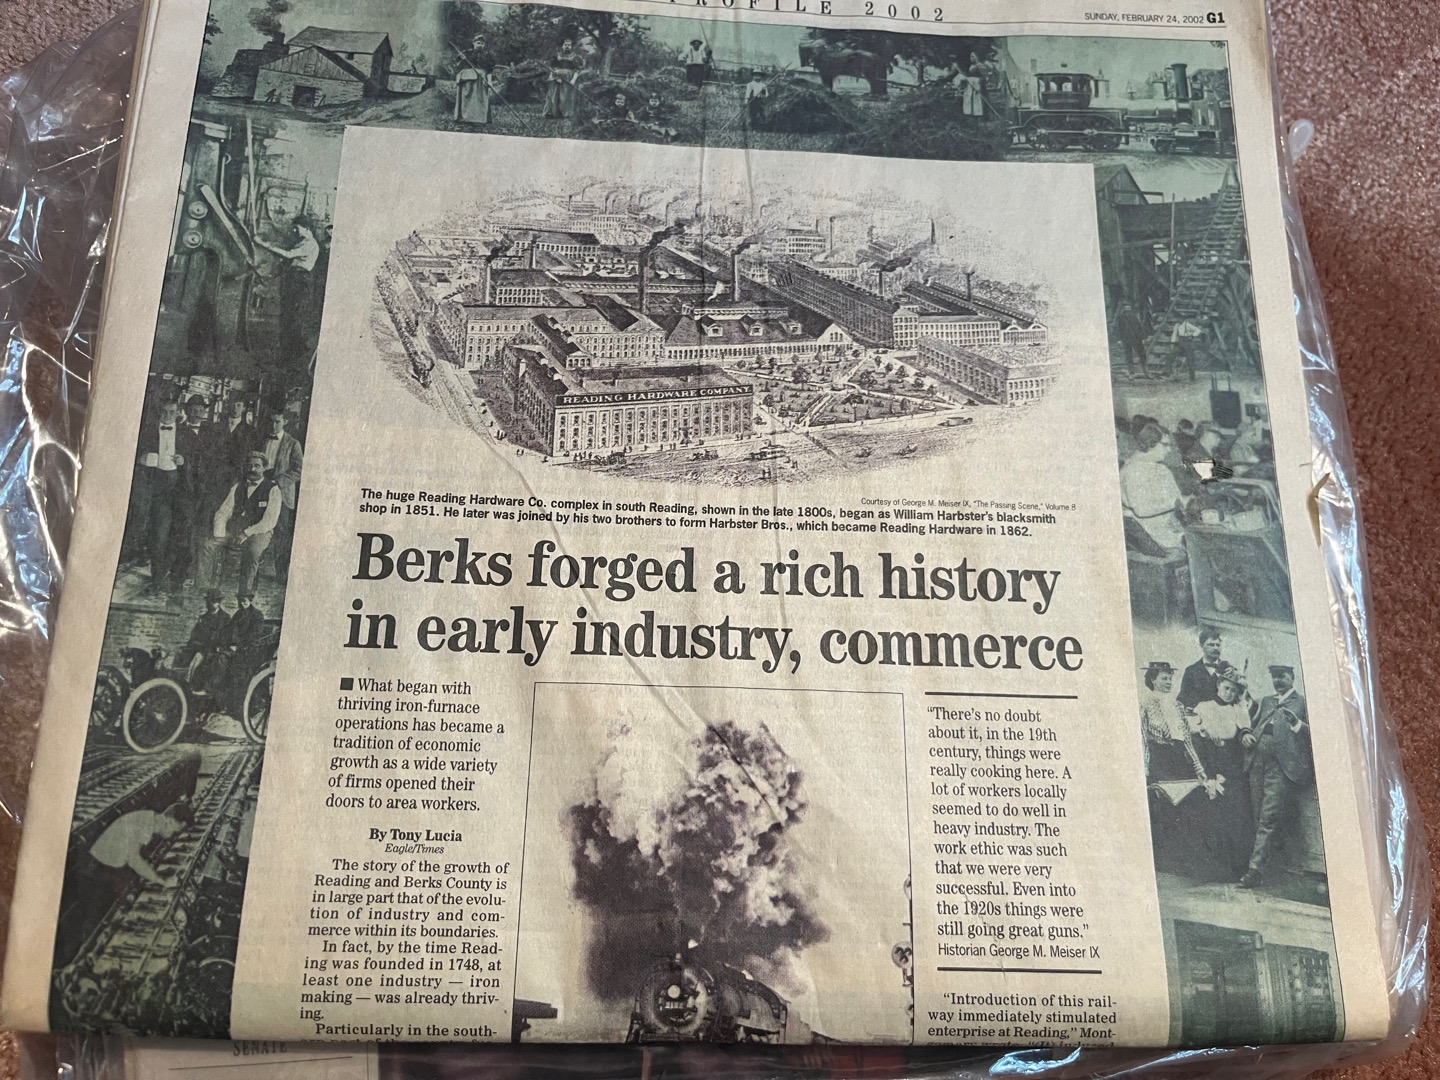 PROFILE 2002
SUNDAY, FEBRUARY 24, 2002 G1
READING HARDWARE COMPANY.
Courtesy of George M. Meiser IX, "The Passing Scene," Volume 8
The huge Reading Hardware Co. complex in south Reading, shown in the late 1800s, began as William Harbster's blacksmith
shop in 1851. He later was joined by his two brothers to form Harbster Bros., which became Reading Hardware in 1862.
Berks forged a rich history
in early industry, commerce
■ What began with
thriving iron-furnace
operations has became a
tradition of economic
growth as a wide variety
of firms opened their
doors to area workers.
By Tony Lucia
Eagle/Times
The story of the growth of
Reading and Berks County is
in large part that of the evolu-
tion of industry and com-
merce within its boundaries.
In fact, by the time Read-
ing was founded in 1748, at
least one industry — iron
making — was already thriv-
ing.
Particularly in the south-
"There's no doubt
about it, in the 19th
century, things were
really cooking here. A
lot of workers locally
seemed to do well in
heavy industry. The
work ethic was such
that we were very
successful. Even into
the 1920s things were
still going great guns."
Historian George M. Meiser IX
"Introduction of this rail-
way immediately stimulated
enterprise at Reading," Mont-
SENATE